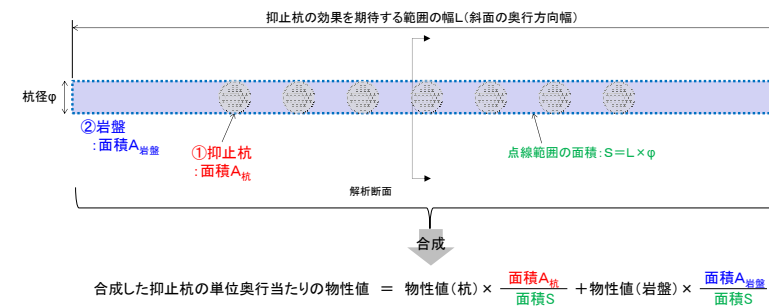 抑止杭の効果を期待する範囲の幅L(斜面の奥行方向幅)
杭径φ
②岩盤
:面積A岩盤
①抑止杭
:面積A杭
点線範囲の面積:S=L×φ
解析断面
合成
合成した抑止杭の単位奥行当たりの物性値 = 物性値(杭)× 面積A杭 / 面積S +物性値(岩盤)× 面積A岩盤 / 面積S